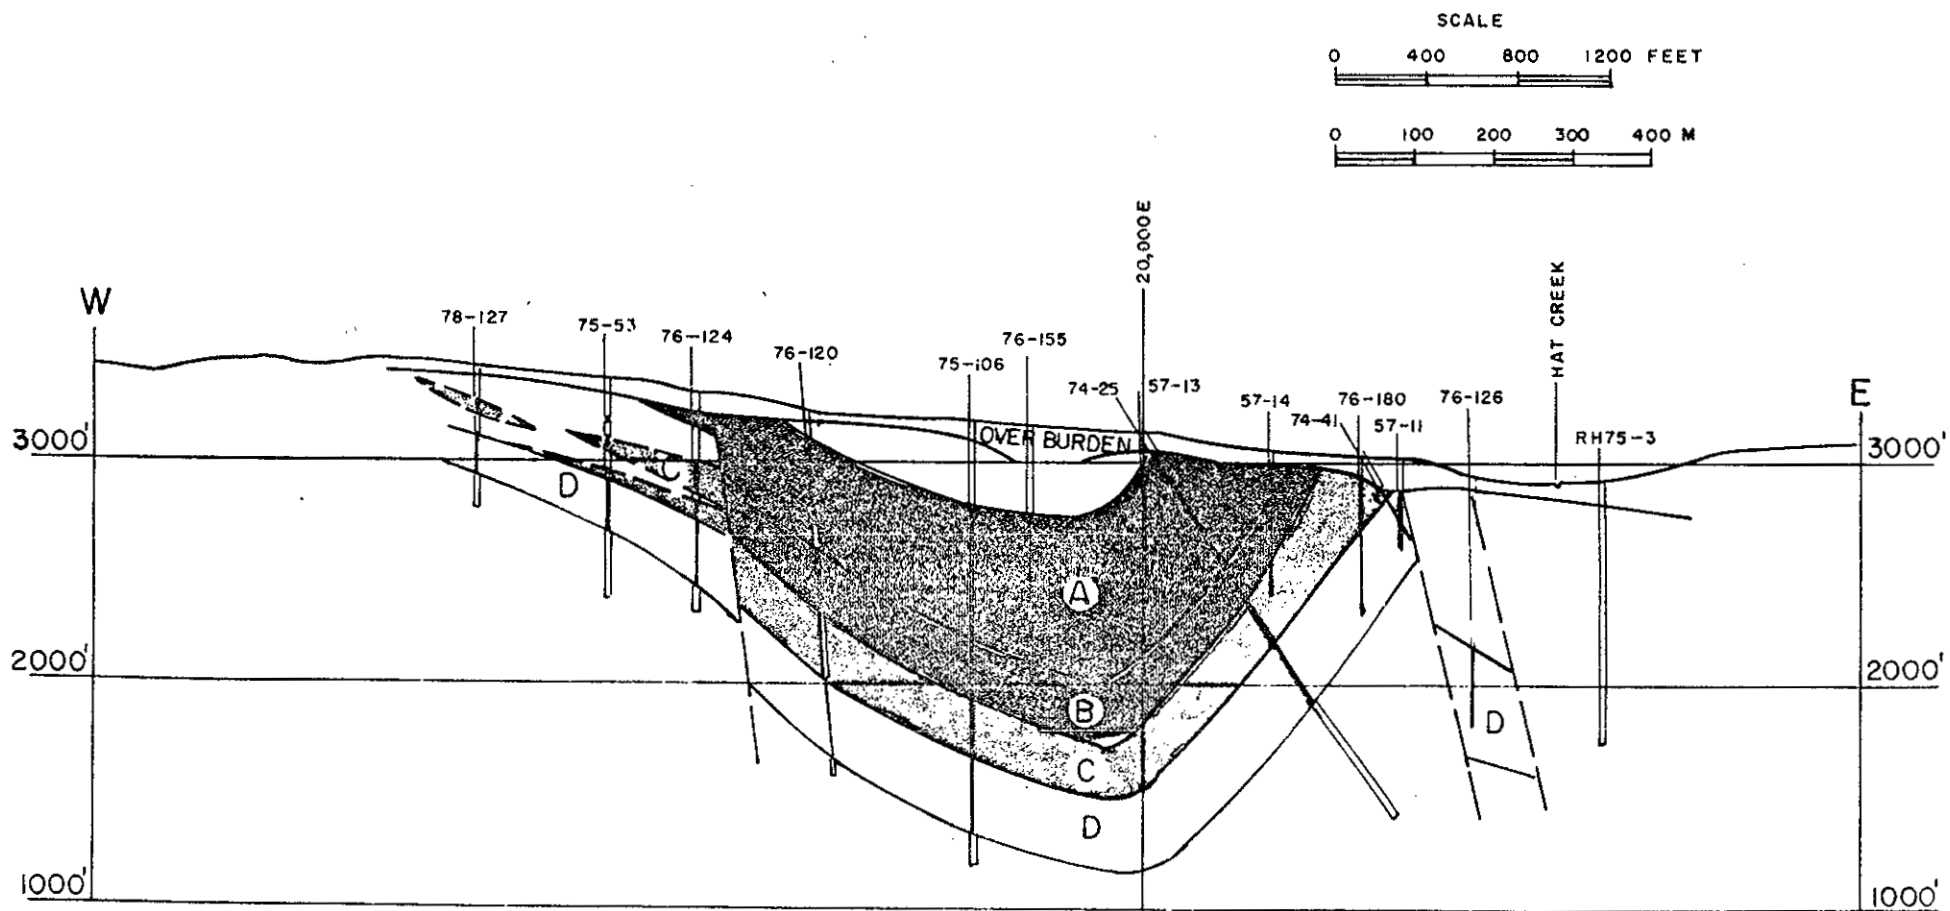 SCALE
0 400 800 1200 FEET
0 100 200 300 400 M
20,000E
HAT CREEK
W
E
78-127
75-53
76-124
76-120
75-106
76-155
74-25
57-13
57-14
74-41
76-180
57-11
76-126
RH75-3
OVER BURDEN
3000'
3000'
C
D
A
2000'
2000'
B
D
C
D
1000'
1000'